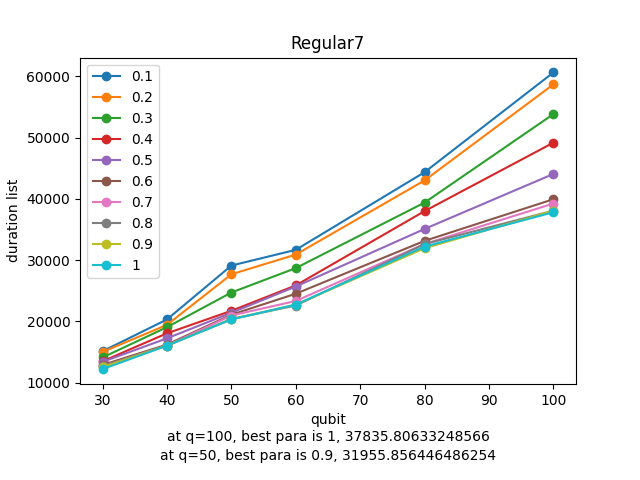 Regular7
60000
50000
40000
30000
20000
10000
duration list
0.1
0.2
0.3
0.4
0.5
0.6
0.7
0.8
0.9
1
30 40 50 60 70 80 90 100
qubit
at q=100, best para is 1, 37835.80633248566
at q=50, best para is 0.9, 31955.856446486254